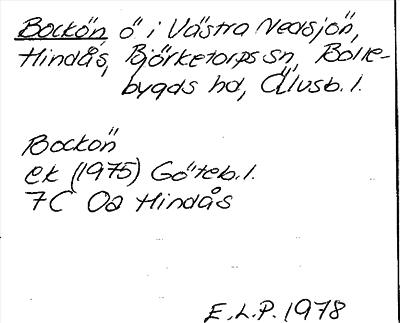 Bockön ö i Västra Nedsjön,
Hindås, Björketorps sn, Bolle-
bygds hd, Älvsb. l.
Bockön
ek (1975) Göteb. l.
7C 0a Hindås
E.L.P. 1978